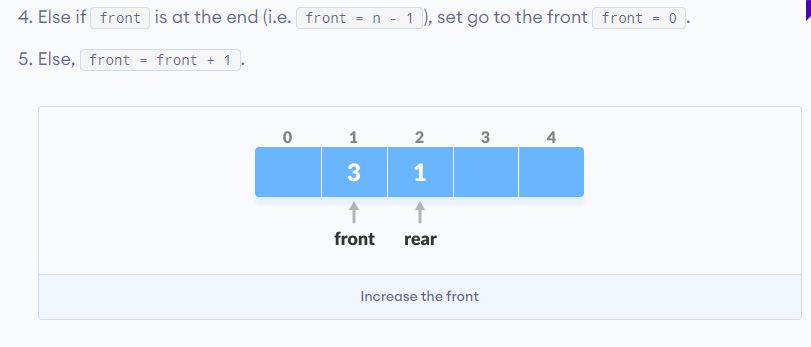 4. Else if front is at the end (i.e. front = n - 1), set go to the front front = 0.
5. Else, front = front + 1.
0 1 2 3 4
3 1
front rear
Increase the front